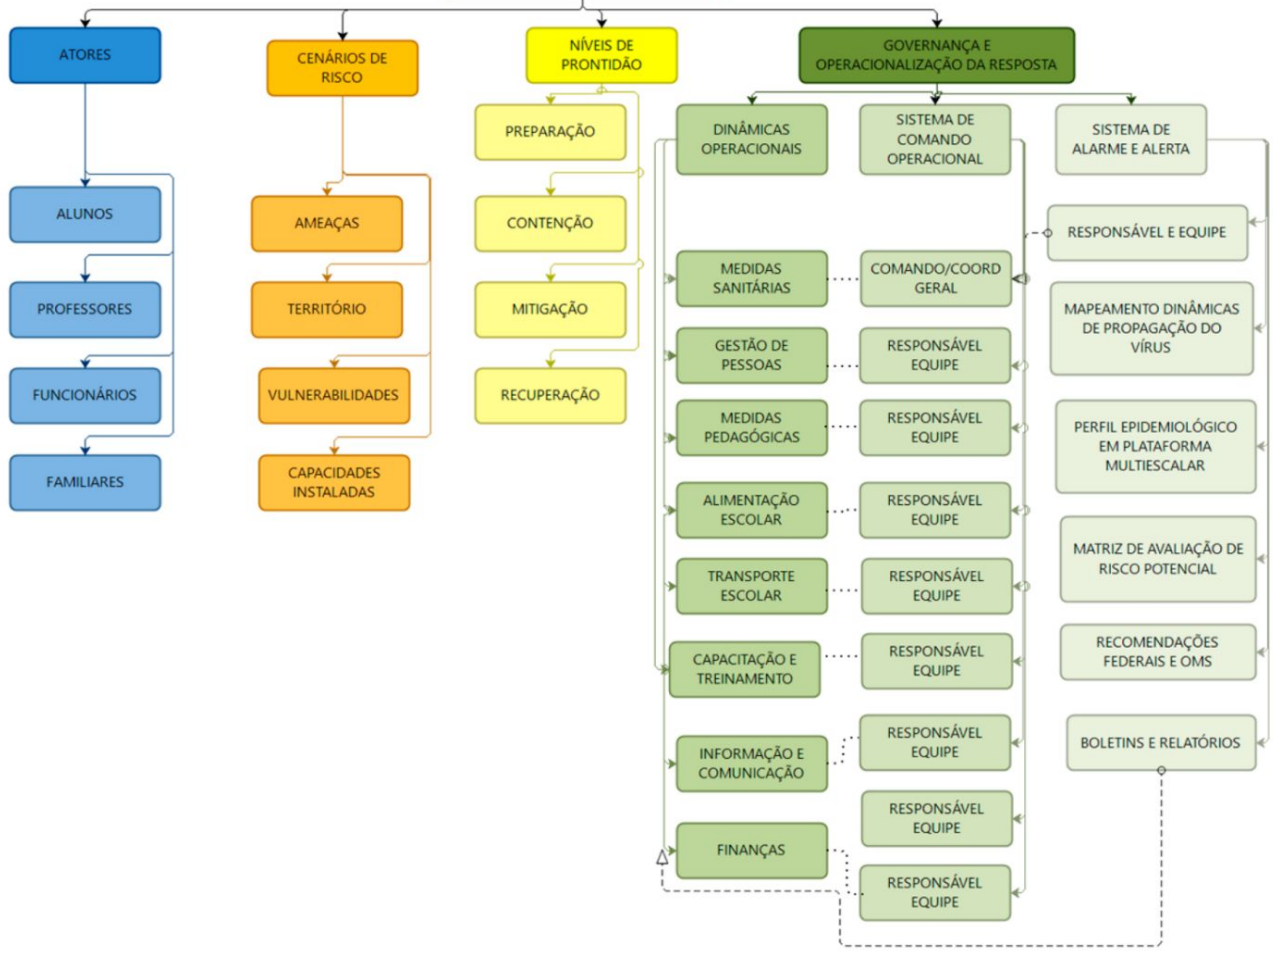 ATORES
CENÁRIOS DE
RISCO
NÍVEIS DE
PRONTIDÃO
GOVERNANÇA E
OPERACIONALIZAÇÃO DA RESPOSTA
ALUNOS
PROFESSORES
FUNCIONÁRIOS
FAMILIARES
AMEAÇAS
TERRITÓRIO
VULNERABILIDADES
CAPACIDADES
INSTALADAS
PREPARAÇÃO
CONTENÇÃO
MITIGAÇÃO
RECUPERAÇÃO
DINÂMICAS
OPERACIONAIS
MEDIDAS
SANITÁRIAS
GESTÃO DE
PESSOAS
MEDIDAS
PEDAGÓGICAS
ALIMENTAÇÃO
ESCOLAR
TRANSPORTE
ESCOLAR
CAPACITAÇÃO E
TREINAMENTO
INFORMAÇÃO E
COMUNICAÇÃO
FINANÇAS
SISTEMA DE
COMANDO
OPERACIONAL
COMANDO/COORD
GERAL
RESPONSÁVEL
EQUIPE
RESPONSÁVEL
EQUIPE
RESPONSÁVEL
EQUIPE
RESPONSÁVEL
EQUIPE
RESPONSÁVEL
EQUIPE
RESPONSÁVEL
EQUIPE
RESPONSÁVEL
EQUIPE
RESPONSÁVEL
EQUIPE
SISTEMA DE
ALARME E ALERTA
RESPONSÁVEL E EQUIPE
MAPEAMENTO DINÂMICAS
DE PROPAGAÇÃO DO
VÍRUS
PERFIL EPIDEMIOLÓGICO
EM PLATAFORMA
MULTIESCALAR
MATRIZ DE AVALIAÇÃO DE
RISCO POTENCIAL
RECOMENDAÇÕES
FEDERAIS E OMS
BOLETINS E RELATÓRIOS